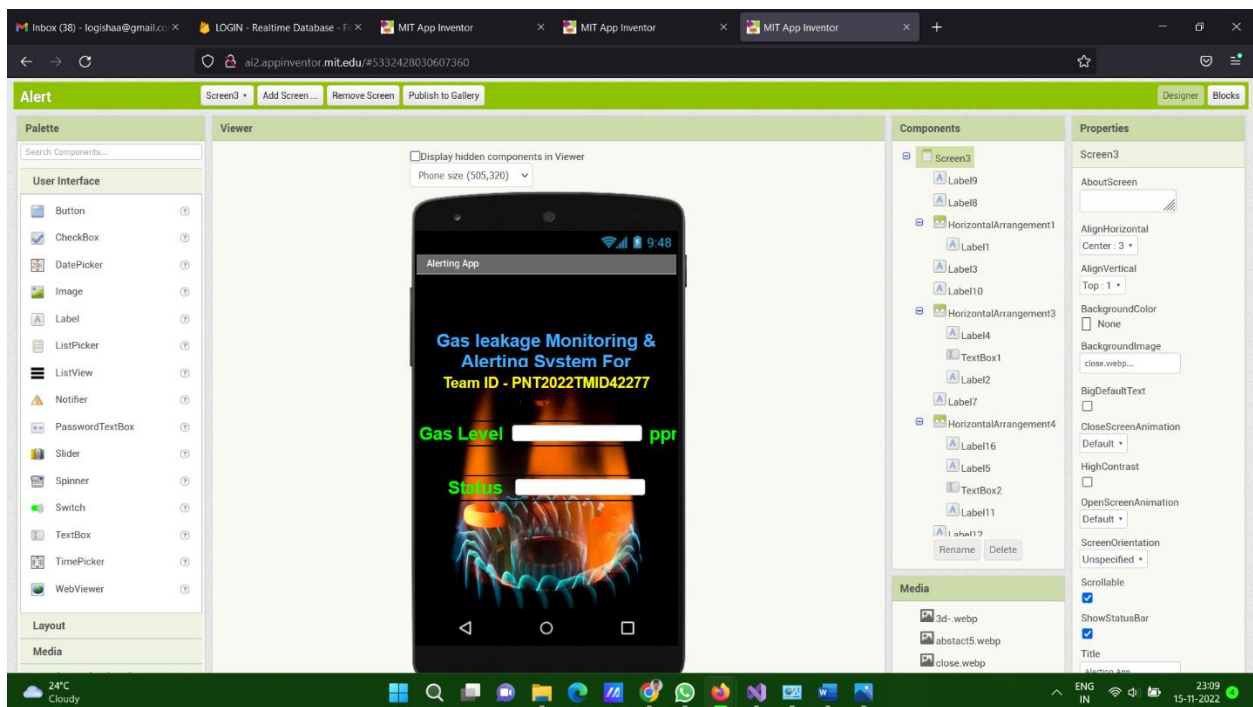 Inbox (38) - logishaa@gmail.co
LOGIN - Realtime Database - Fi
MIT App Inventor
MIT App Inventor
MIT App Inventor
ai2.appinventor.mit.edu/#5332428030607360
Alert
Screen3
Add Screen ...
Remove Screen
Publish to Gallery
Designer
Blocks
Palette
Search Components...
User Interface
Button
CheckBox
DatePicker
Image
Label
ListPicker
ListView
Notifier
PasswordTextBox
Slider
Spinner
Switch
TextBox
TimePicker
WebViewer
Layout
Media
Viewer
Display hidden components in Viewer
Phone size (505,320)
9:48
Alerting App
Gas leakage Monitoring &
Alerting System For
Team ID - PNT2022TMID42277
Gas Level
ppr
Status
Components
Screen3
Label9
Label8
HorizontalArrangement1
Label1
Label3
Label10
HorizontalArrangement3
Label4
TextBox1
Label2
Label7
HorizontalArrangement4
Label16
Label5
TextBox2
Label11
Label12
Rename
Delete
Media
3d-.webp
abstact5.webp
close.webp
Properties
Screen3
AboutScreen
AlignHorizontal
Center : 3
AlignVertical
Top : 1
BackgroundColor
None
BackgroundImage
close.webp...
BigDefaultText
CloseScreenAnimation
Default
HighContrast
OpenScreenAnimation
Default
ScreenOrientation
Unspecified
Scrollable
ShowStatusBar
Title
Alerting App
24°C
Cloudy
ENG
IN
23:09
15-11-2022
4